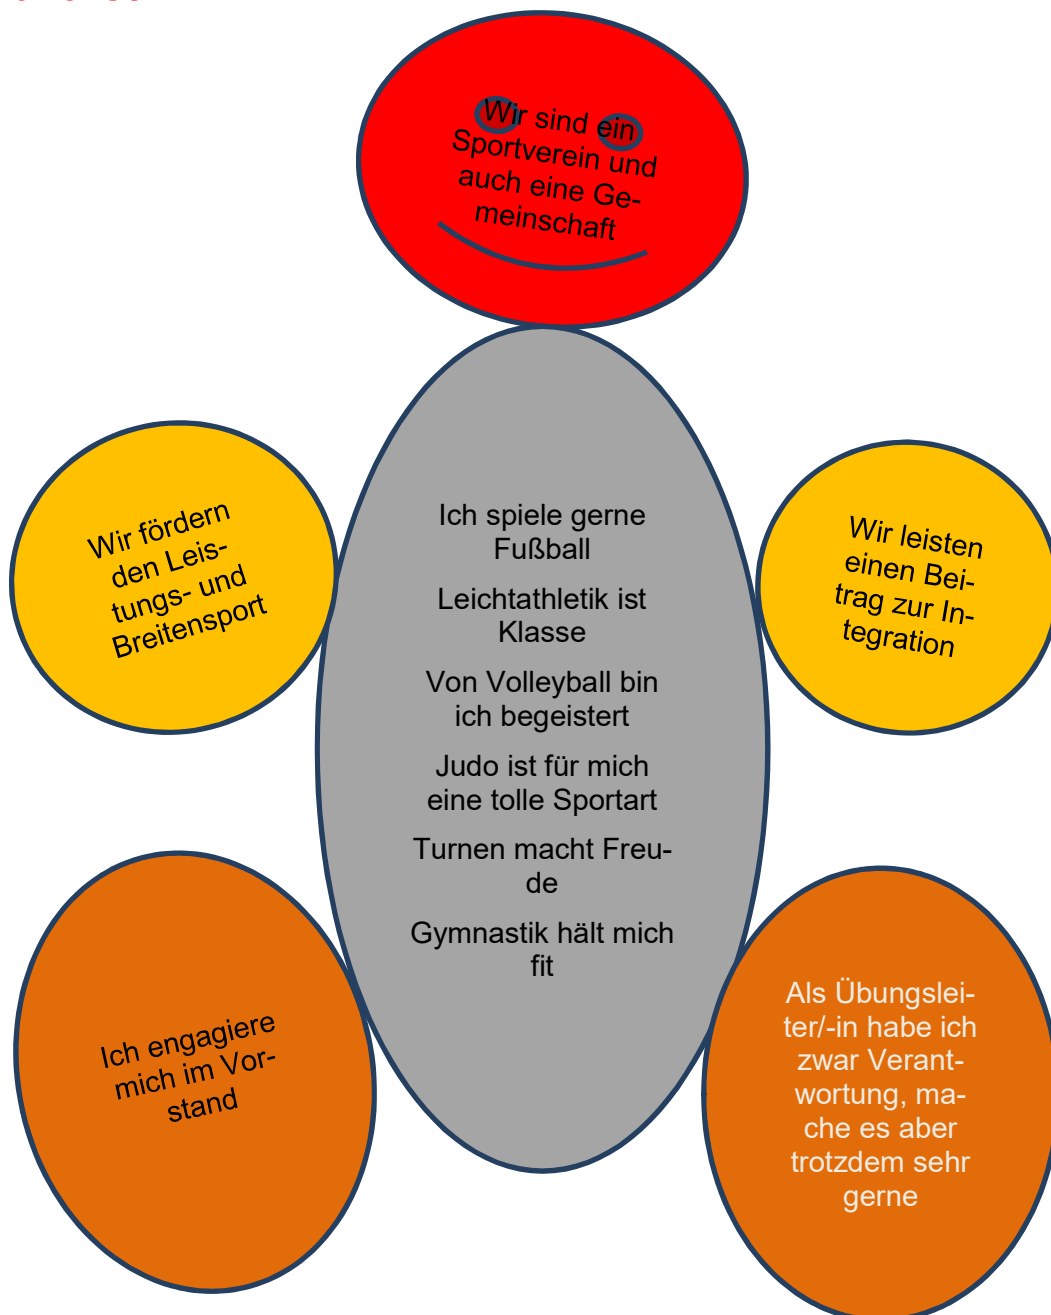 Wir sind ein
Sportverein und
auch eine Ge-
meinschaft
Wir fördern
den Leis-
tungs- und
Breitensport
Ich spiele gerne
Fußball
Leichtathletik ist
Klasse
Von Volleyball bin
ich begeistert
Judo ist für mich
eine tolle Sportart
Turnen macht Freu-
de
Gymnastik hält mich
fit
Wir leisten
einen Bei-
trag zur In-
tegration
Ich engagiere
mich im Vor-
stand
Als Übungslei-
ter/-in habe ich
zwar Verant-
wortung, ma-
che es aber
trotzdem sehr
gerne